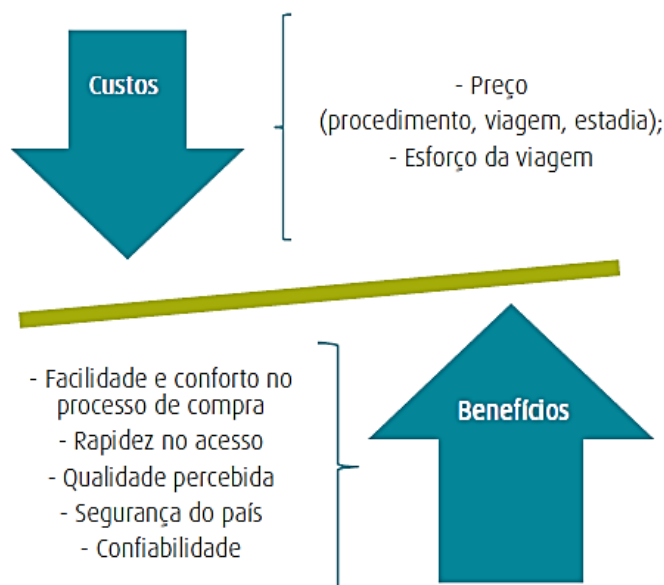 Custos
- Preço
(procedimento, viagem, estadia);
- Esforço da viagem
- Facilidade e conforto no
processo de compra
- Rapidez no acesso
- Qualidade percebida
- Segurança do país
- Confiabilidade
Benefícios